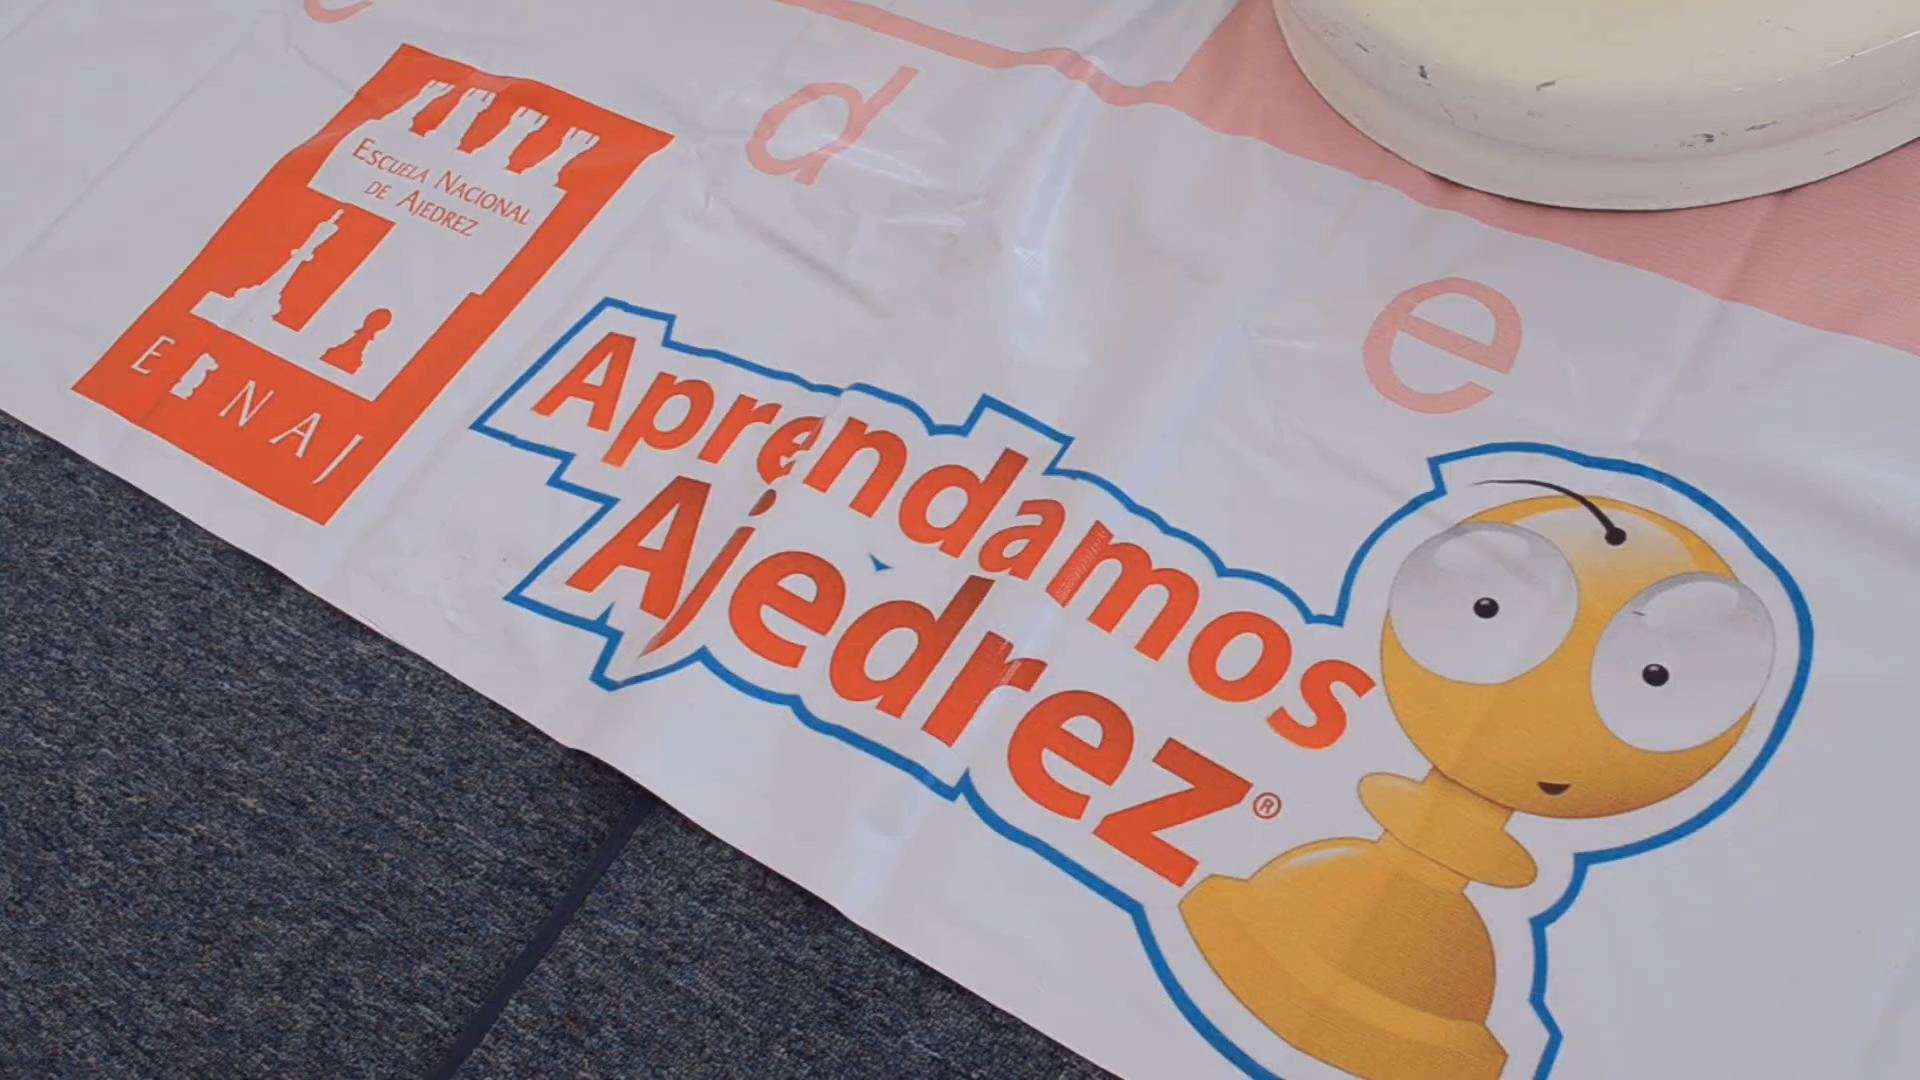 c
d
e
ESCUELA NACIONAL
DE AJEDREZ
ENAJ
Aprendamos
Ajedrez®